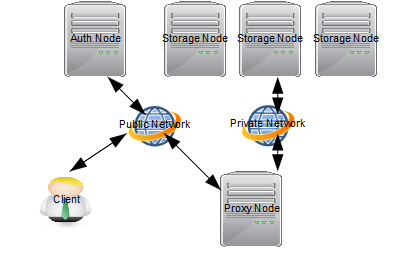 Auth Node
Storage Node
Storage Node
Storage Node
Public Network
Private Network
Client
Proxy Node